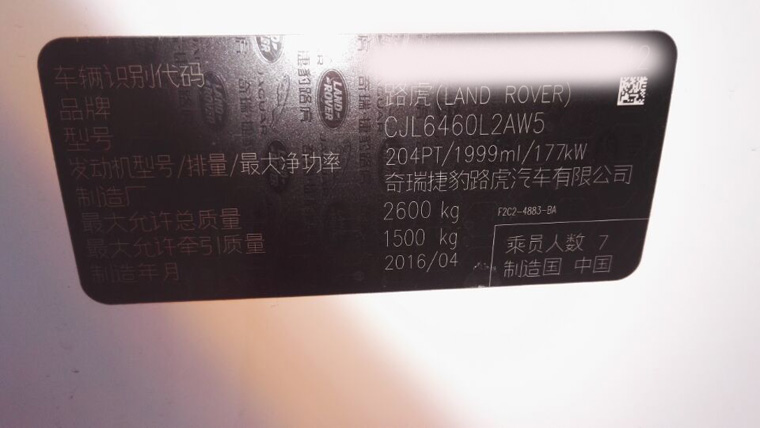 车辆识别代码
品牌 路虎(LAND ROVER)
型号 CJL6460L2AW5
发动机型号/排量/最大净功率 204PT/1999ml/177kW
制造厂 奇瑞捷豹路虎汽车有限公司
最大允许总质量 2600 kg F2C2-4883-BA
最大允许牵引质量 1500 kg
制造年月 2016/04
乘员人数 7
制造国 中国
LAND-ROVER